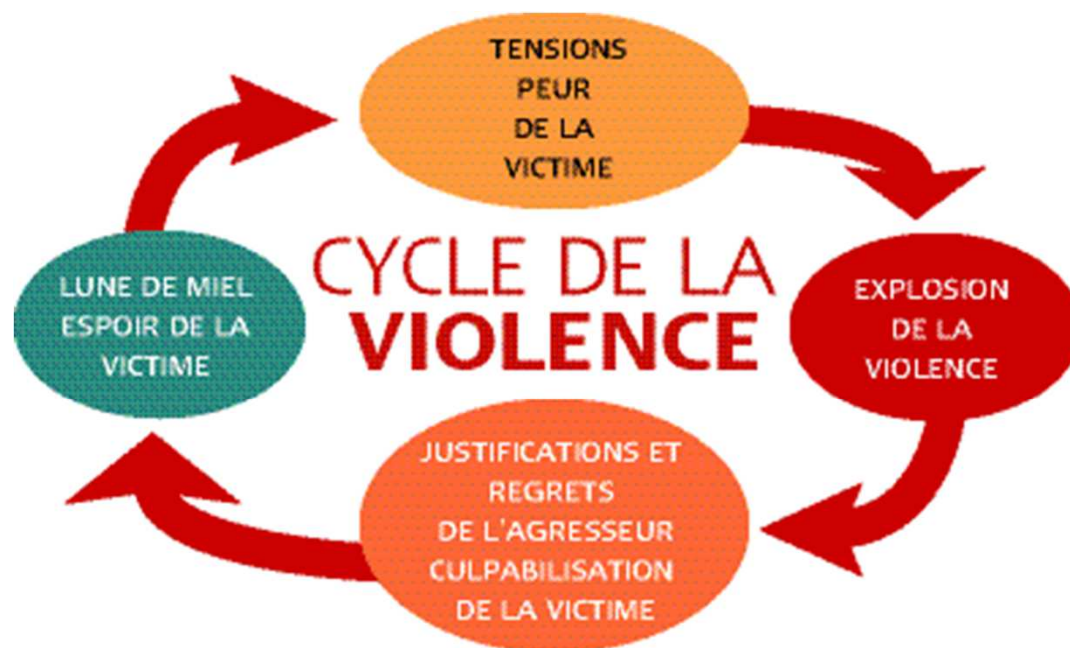 TENSIONS
PEUR
DE LA
VICTIME
CYCLE DE LA
VIOLENCE
EXPLOSION
DE LA
VIOLENCE
JUSTIFICATIONS ET
REGRETS
DE L'AGRESSEUR
CULPABILISATION
DE LA VICTIME
LUNE DE MIEL
ESPOIR DE LA
VICTIME